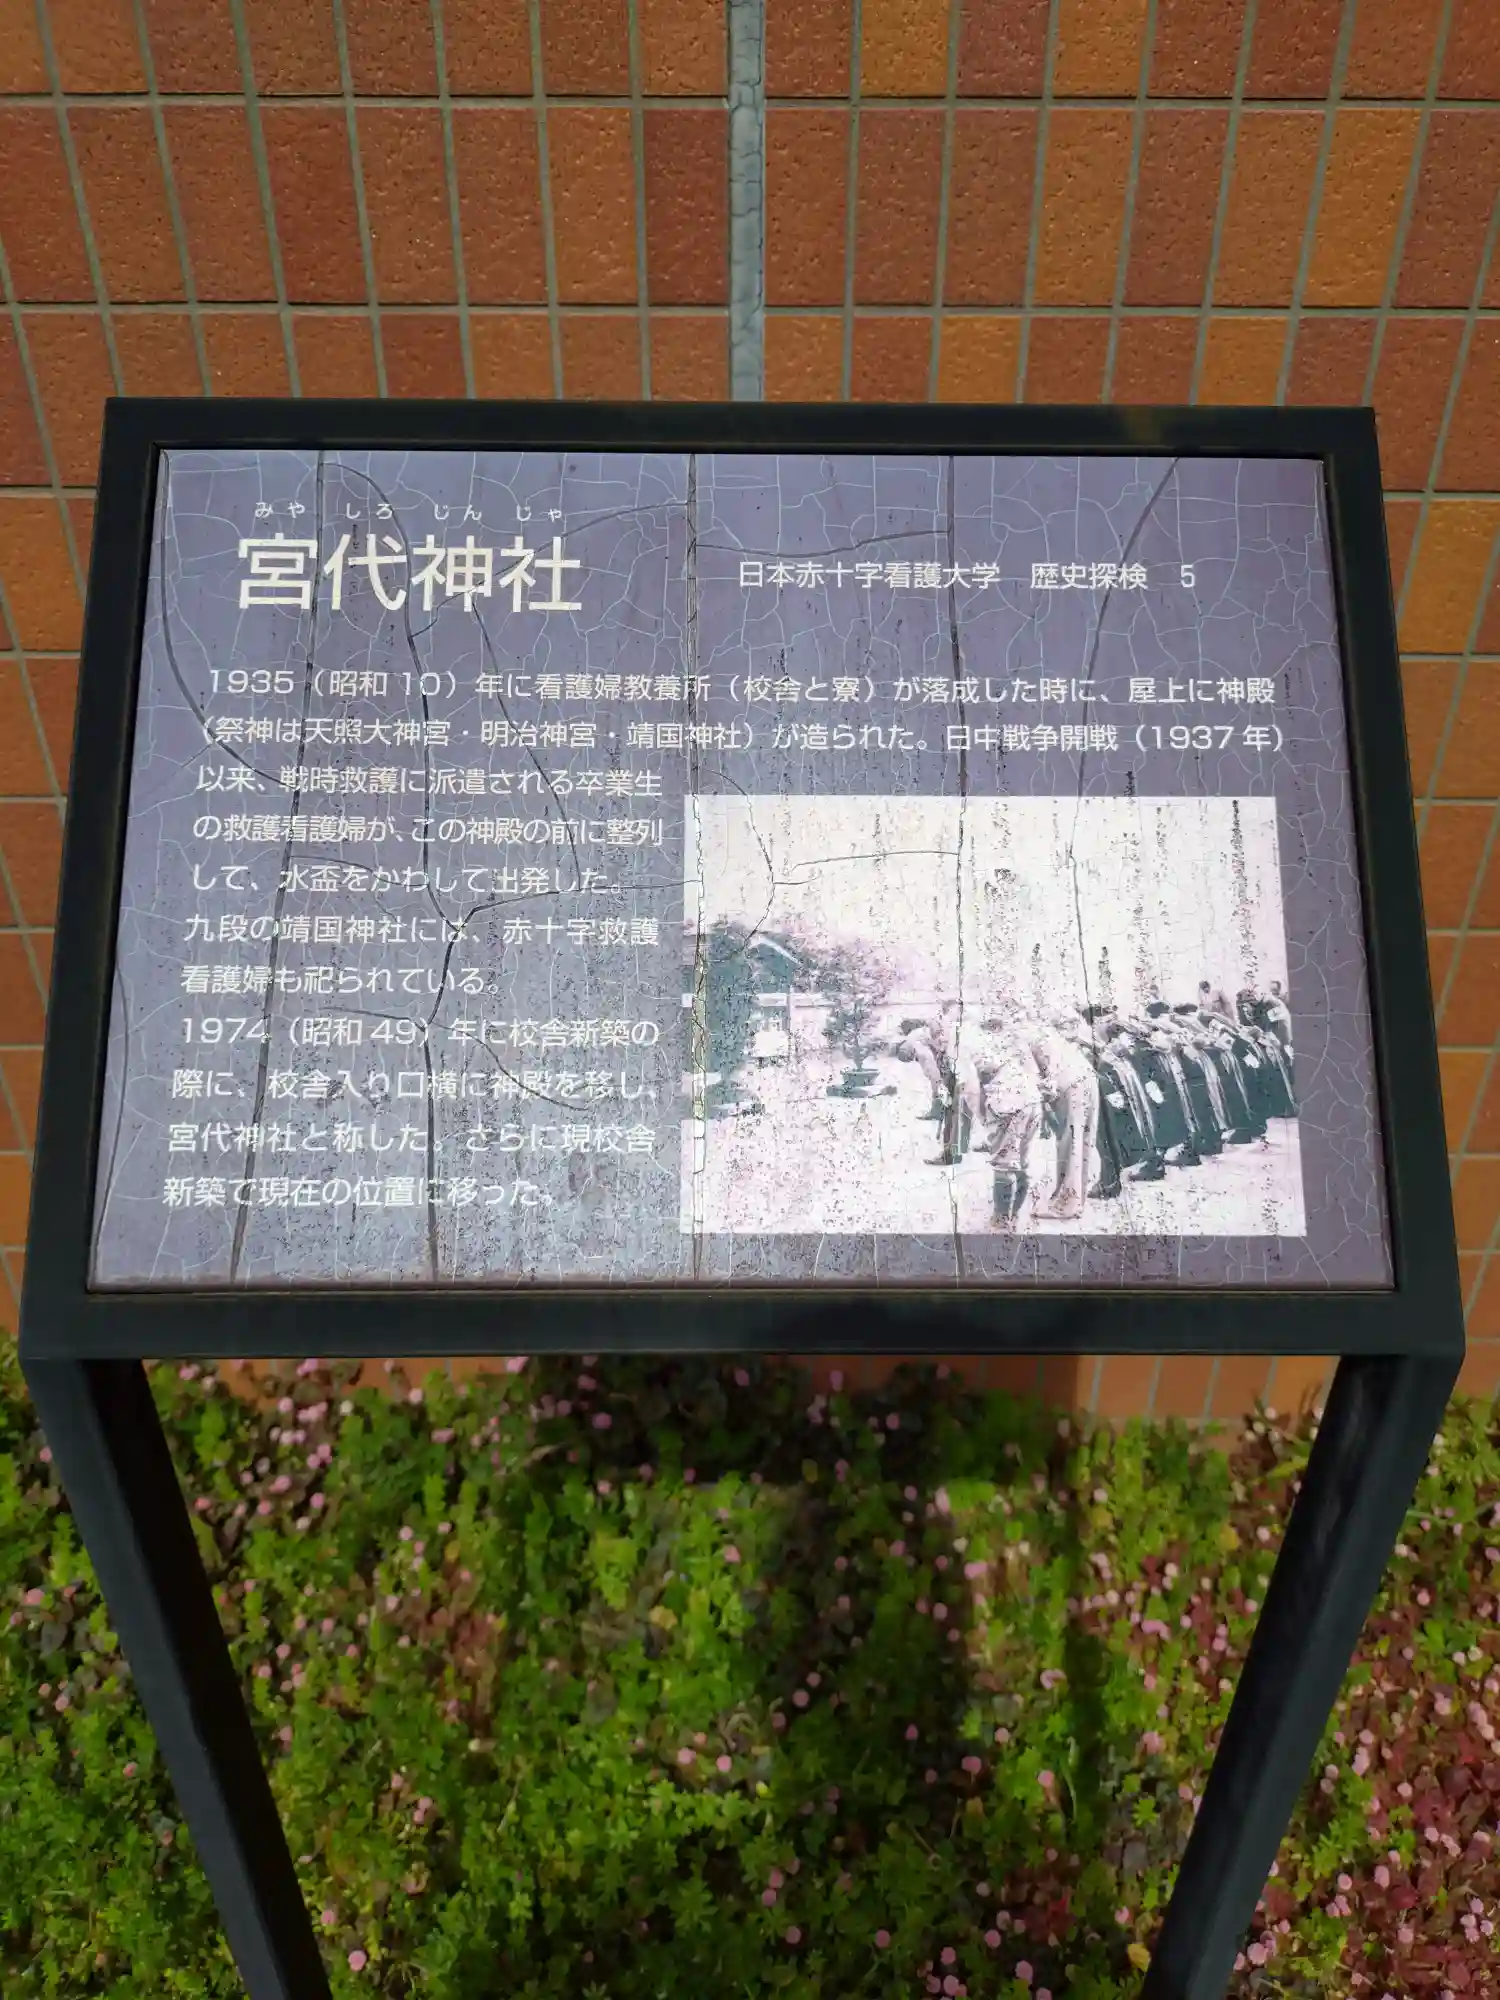 みやしろじんじゃ
宮代神社
日本赤十字看護大学　歴史探検　5
1935（昭和 10）年に看護婦教養所（校舎と寮）が落成した時に、屋上に神殿
（祭神は天照大神宮・明治神宮・靖国神社）が造られた。日中戦争開戦（1937 年）
以来、戦時救護に派遣される卒業生
の救護看護婦が、この神殿の前に整列
して、水盃をかわして出発した。
九段の靖国神社には、赤十字救護
看護婦も祀られている。
1974（昭和 49）年に校舎新築の
際に、校舎入り口横に神殿を移し、
宮代神社と称した。さらに現校舎
新築で現在の位置に移った。